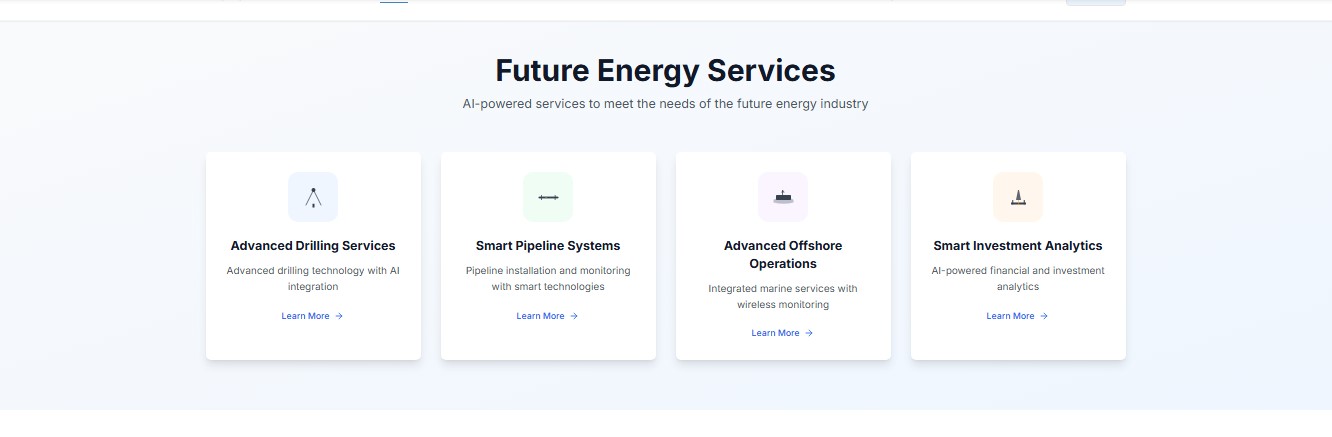 Future Energy Services
AI-powered services to meet the needs of the future energy industry
Advanced Drilling Services
Advanced drilling technology with AI
integration
Learn More →
Smart Pipeline Systems
Pipeline installation and monitoring
with smart technologies
Learn More →
Advanced Offshore
Operations
Integrated marine services with
wireless monitoring
Learn More →
Smart Investment Analytics
AI-powered financial and investment
analytics
Learn More →